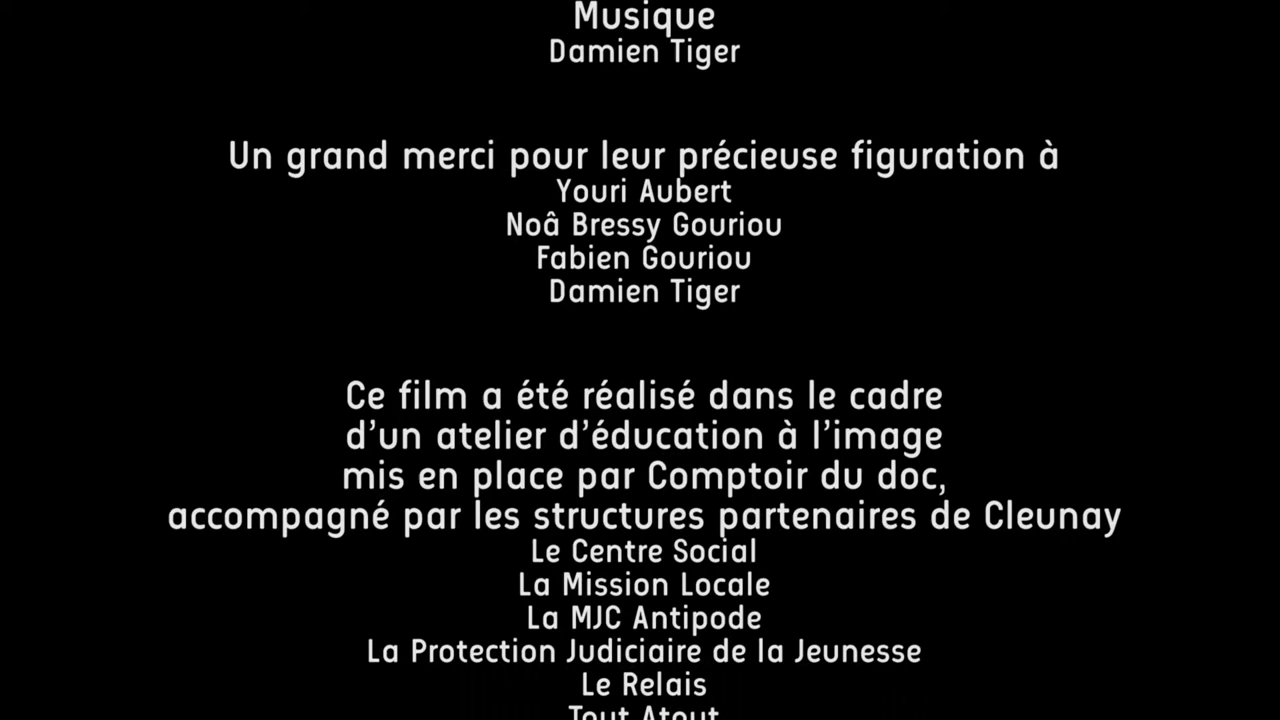 Musique
Damien Tiger
Un grand merci pour leur précieuse figuration à
Youri Aubert
Noâ Bressy Gouriou
Fabien Gouriou
Damien Tiger
Ce film a été réalisé dans le cadre
d’un atelier d’éducation à l’image
mis en place par Comptoir du doc,
accompagné par les structures partenaires de Cleunay
Le Centre Social
La Mission Locale
La MJC Antipode
La Protection Judiciaire de la Jeunesse
Le Relais
Tout Atout